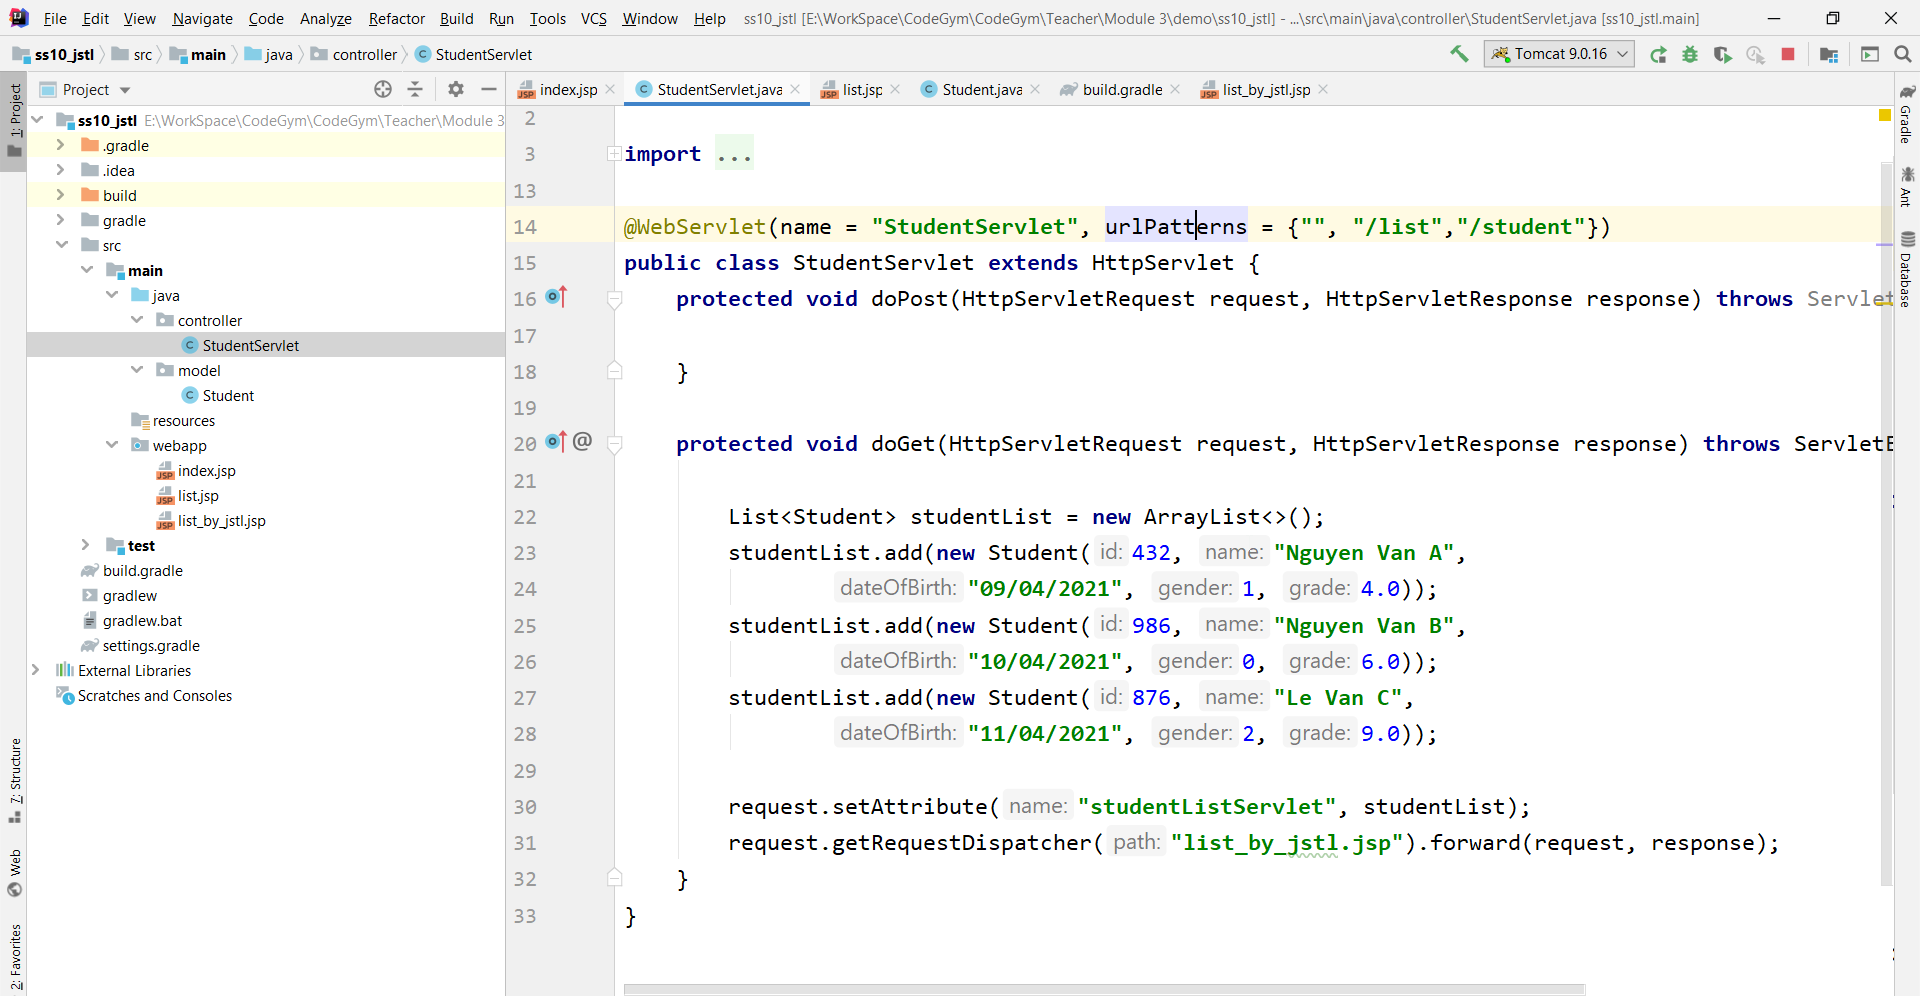 File Edit View Navigate Code Analyze Refactor Build Run Tools VCS Window Help ss10_jstl [E:\WorkSpace\CodeGym\CodeGym\Teacher\Module 3\demo\ss10_jstl] - ...\src\main\java\controller\StudentServlet.java [ss10_jstl.main]
ss10_jstl src main java controller StudentServlet Tomcat 9.0.16
Project
index.jsp StudentServlet.java list.jsp Student.java build.gradle list_by_jstl.jsp
1: Project
7: Structure
Web
2: Favorites
ss10_jstl E:\WorkSpace\CodeGym\CodeGym\Teacher\Module 3
.gradle
.idea
build
gradle
src
main
java
controller
StudentServlet
model
Student
resources
webapp
index.jsp
list.jsp
list_by_jstl.jsp
test
build.gradle
gradlew
gradlew.bat
settings.gradle
External Libraries
Scratches and Consoles
2
3 import ...
13
14 @WebServlet(name = "StudentServlet", urlPatterns = {"", "/list","/student"})
15 public class StudentServlet extends HttpServlet {
16 protected void doPost(HttpServletRequest request, HttpServletResponse response) throws Servlet
17
18 }
19
20 @ protected void doGet(HttpServletRequest request, HttpServletResponse response) throws ServletE
21
22 List<Student> studentList = new ArrayList<>();
23 studentList.add(new Student( id: 432, name: "Nguyen Van A",
24 dateOfBirth: "09/04/2021", gender: 1, grade: 4.0));
25 studentList.add(new Student( id: 986, name: "Nguyen Van B",
26 dateOfBirth: "10/04/2021", gender: 0, grade: 6.0));
27 studentList.add(new Student( id: 876, name: "Le Van C",
28 dateOfBirth: "11/04/2021", gender: 2, grade: 9.0));
29
30 request.setAttribute( name: "studentListServlet", studentList);
31 request.getRequestDispatcher( path: "list_by_jstl.jsp").forward(request, response);
32 }
33 }
Gradle
Ant
Database